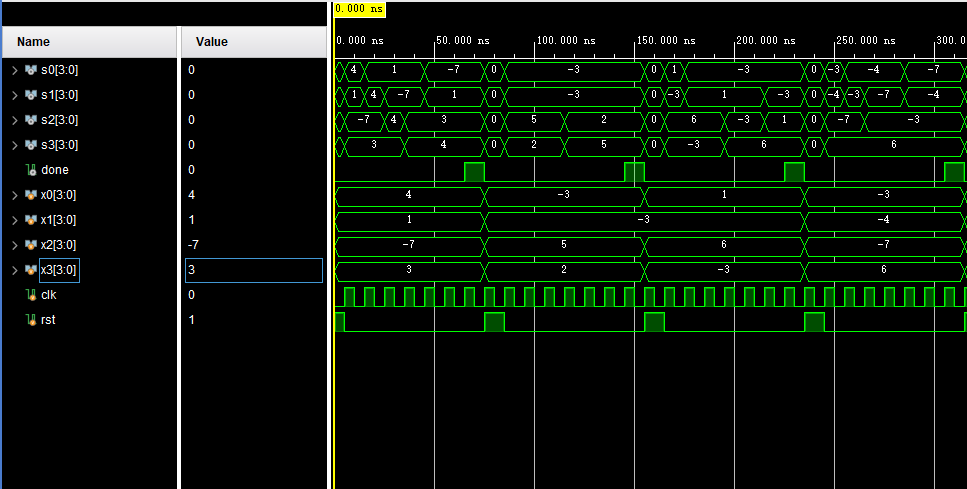 0.000 ns
Name Value 0.000 ns 50.000 ns 100.000 ns 150.000 ns 200.000 ns 250.000 ns 300.0
s0[3:0] 0 4 1 -7 0 -3 0 1 -3 0 -3 -4 -7
s1[3:0] 0 1 4 -7 1 0 -3 0 -3 1 -3 0 -4 -3 -7 -4
s2[3:0] 0 -7 4 3 0 5 2 0 6 -3 1 0 -7 -3
s3[3:0] 0 3 4 0 2 5 0 -3 6 0 6
done 0
x0[3:0] 4 4 -3 1 -3
x1[3:0] 1 1 -3 -4
x2[3:0] -7 -7 5 6 -7
x3[3:0] 3 3 2 -3 6
clk 0
rst 1